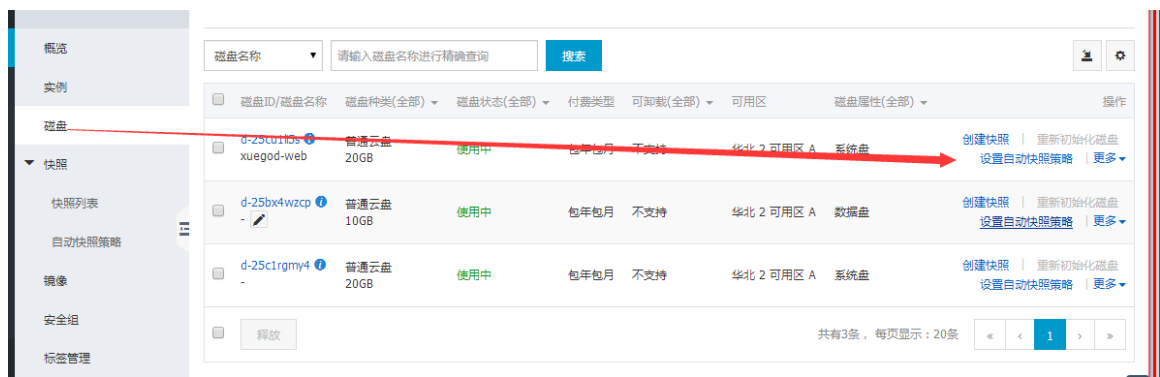 概览
实例
磁盘
快照
快照列表
自动快照策略
镜像
安全组
标签管理
磁盘名称 请输入磁盘名称进行精确查询 搜索
磁盘ID/磁盘名称 磁盘种类(全部) 磁盘状态(全部) 付费类型 可卸载(全部) 可用区 磁盘属性(全部) 操作
d-25cu1li5s 普通云盘 使用中 包年包月 不支持 华北 2 可用区 A 系统盘 创建快照 | 重新初始化磁盘
xuegod-web 20GB 设置自动快照策略 | 更多
d-25bx4wzcp 普通云盘 使用中 包年包月 不支持 华北 2 可用区 A 数据盘 创建快照 | 重新初始化磁盘
- 10GB 设置自动快照策略 | 更多
d-25c1rgmy4 普通云盘 使用中 包年包月 不支持 华北 2 可用区 A 系统盘 创建快照 | 重新初始化磁盘
- 20GB 设置自动快照策略 | 更多
释放 共有3条，每页显示：20条 « ‹ 1 › »